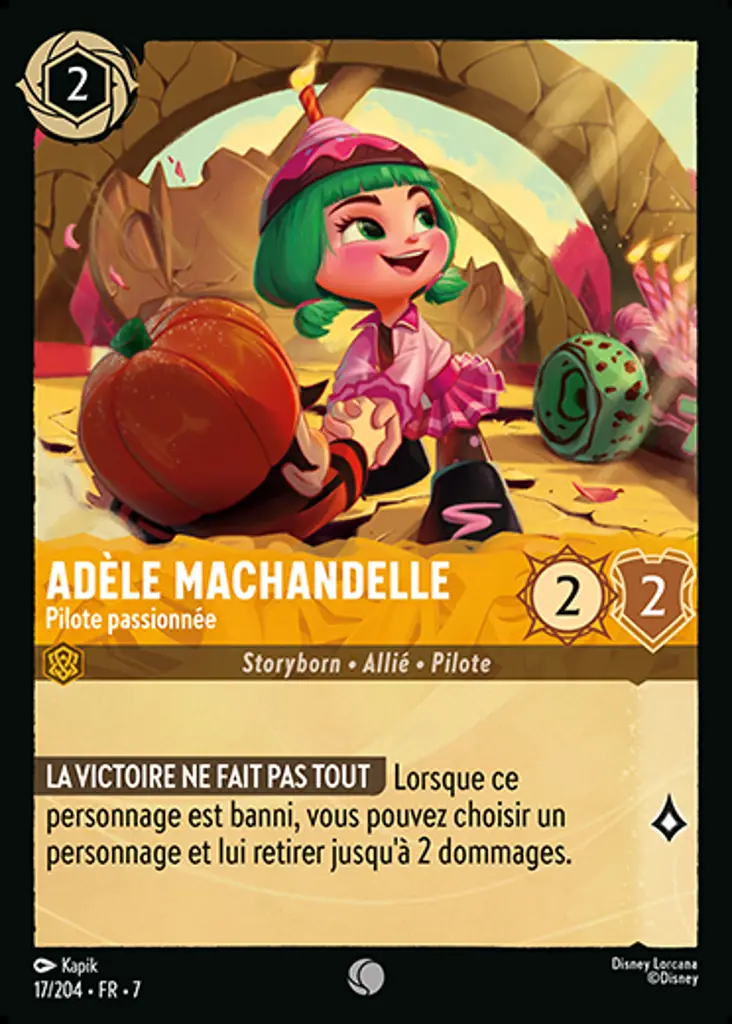 2
ADÈLE MACHANDELLE
Pilote passionnée
2
2
Storyborn • Allié • Pilote
LA VICTOIRE NE FAIT PAS TOUT Lorsque ce
personnage est banni, vous pouvez choisir un
personnage et lui retirer jusqu'à 2 dommages.
Kapik
17/204 • FR • 7
Disney Lorcana
©Disney